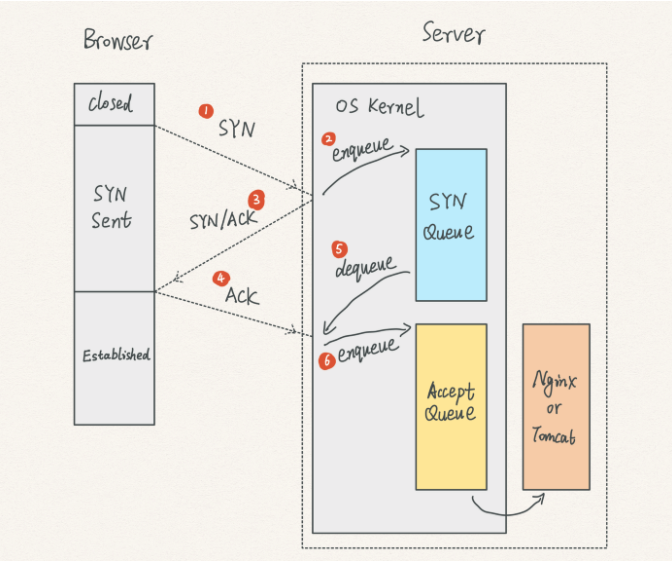 Browser
Server
Closed
OS Kernel
1
SYN
2
enqueue
SYN
Sent
3
SYN/ACK
SYN
Queue
5
dequeue
4
ACK
Established
6
enqueue
Accept
Queue
Nginx
or
Tomcat